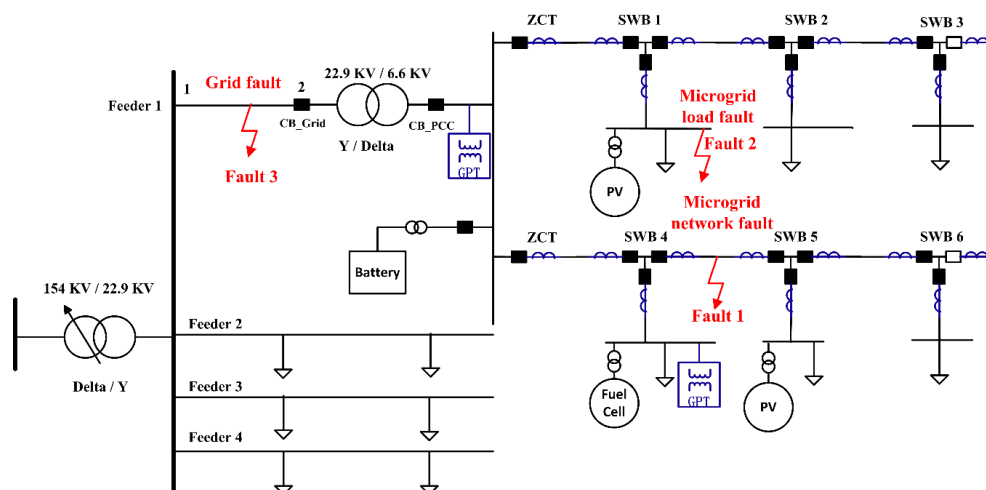 ZCT
SWB 1
SWB 2
SWB 3
1
Grid fault
2
22.9 KV / 6.6 KV
Feeder 1
CB_Grid
CB_PCC
Y / Delta
Fault 3
GPT
Microgrid
load fault
Fault 2
PV
Microgrid
network fault
ZCT
SWB 4
SWB 5
SWB 6
Battery
Fault 1
154 KV / 22.9 KV
Delta / Y
Feeder 2
Feeder 3
Feeder 4
Fuel
Cell
GPT
PV